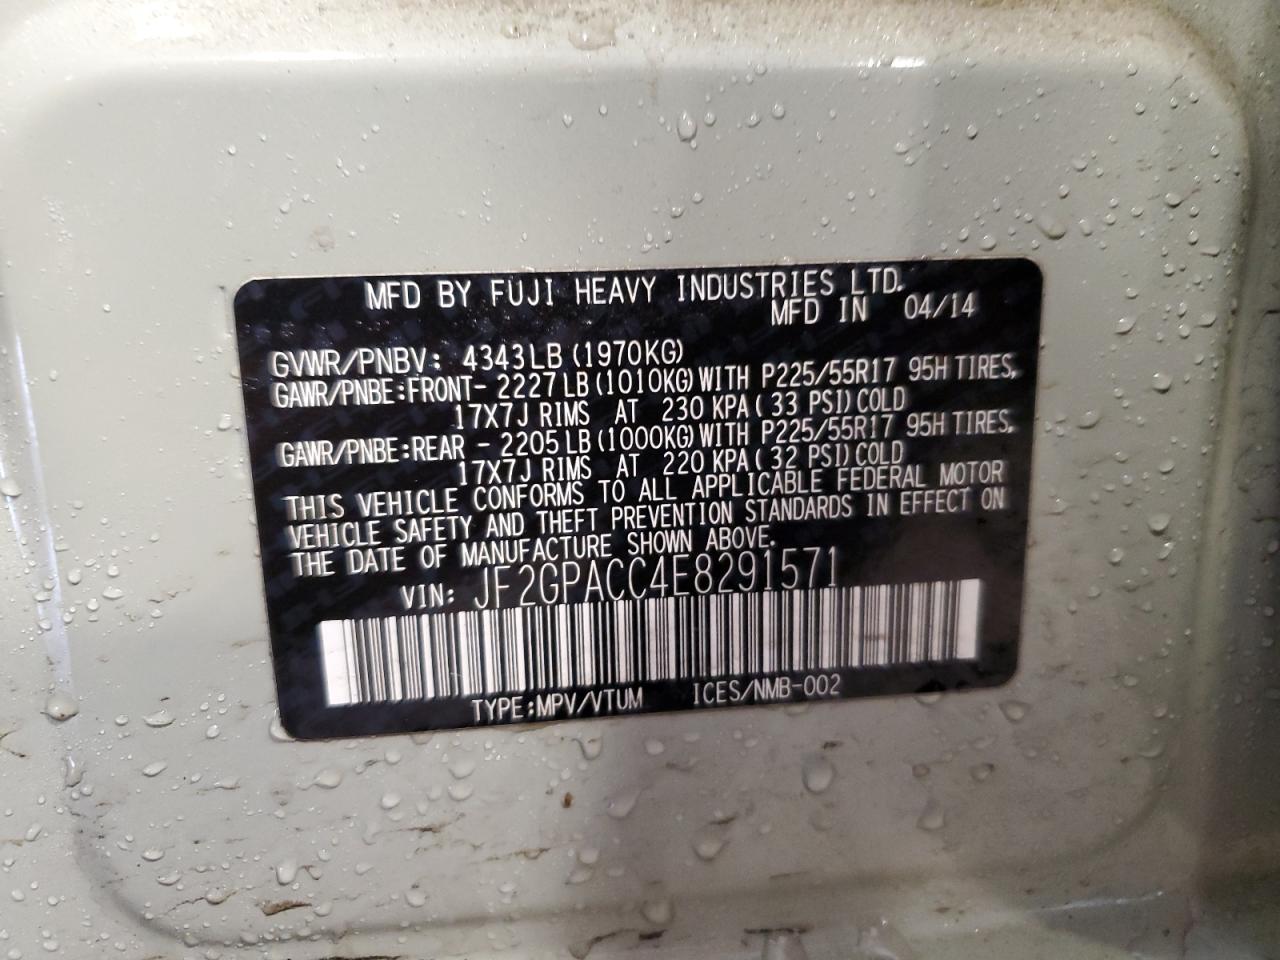 MFD BY FUJI HEAVY INDUSTRIES LTD.
MFD IN 04/14
GVWR/PNBV: 4343LB (1970KG)
GAWR/PNBE:FRONT- 2227LB (1010KG) WITH P225/55R17 95H TIRES,
17X7J RIMS AT 230 KPA( 33 PSI) COLD
GAWR/PNBE:REAR - 2205LB (1000KG) WITH P225/55R17 95H TIRES,
17X7J RIMS AT 220 KPA( 32 PSI) COLD
THIS VEHICLE CONFORMS TO ALL APPLICABLE FEDERAL MOTOR
VEHICLE SAFETY AND THEFT PREVENTION STANDARDS IN EFFECT ON
THE DATE OF MANUFACTURE SHOWN ABOVE.
VIN: JF2GPACC4E8291571
TYPE:MPV/VTUM ICES/NMB-002